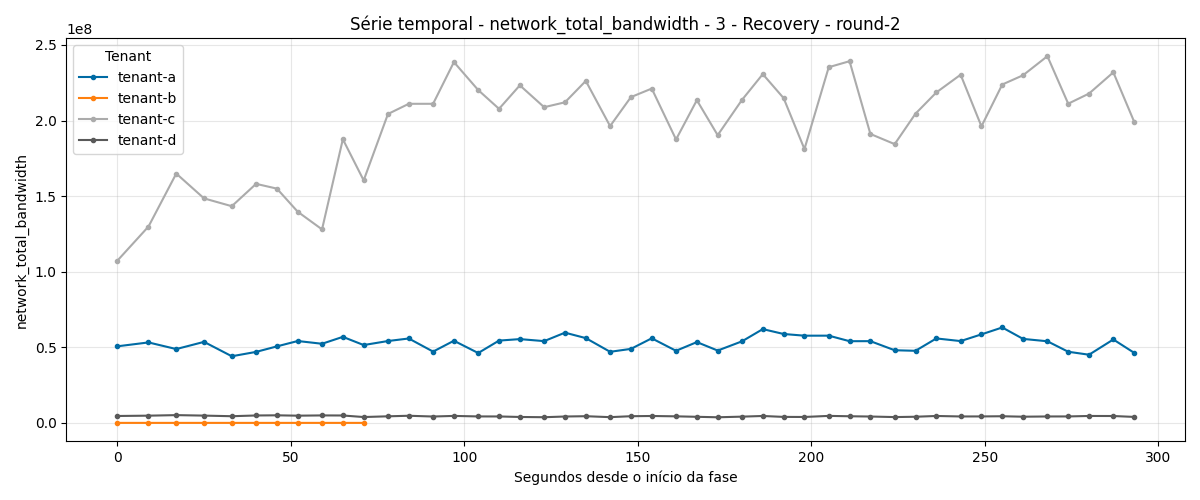 Série temporal - network_total_bandwidth - 3 - Recovery - round-2
1e8
2.5
2.0
1.5
1.0
0.5
0.0
network_total_bandwidth
Tenant
tenant-a
tenant-b
tenant-c
tenant-d
0
50
100
150
200
250
300
Segundos desde o início da fase